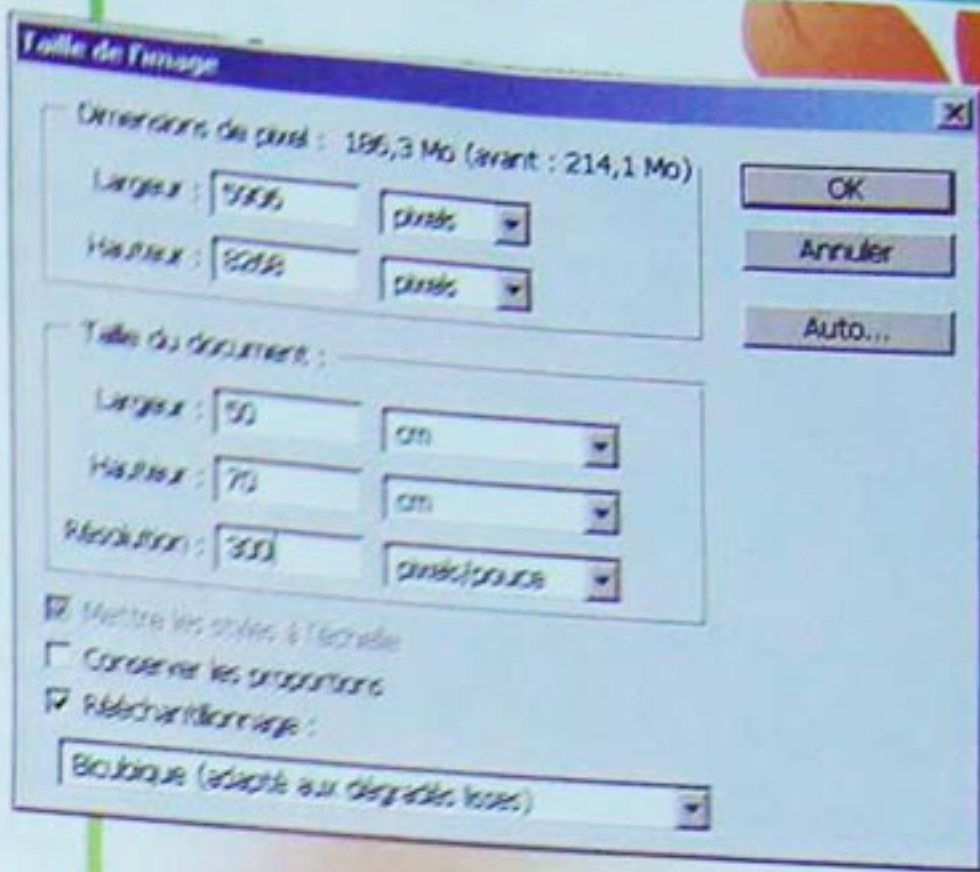 Taille de l'image
Dimensions de pixel : 186,3 Mo (avant : 214,1 Mo)
Largeur : 5906 pixels
Hauteur : 8268 pixels
OK
Annuler
Auto...
Taille du document :
Largeur : 50 cm
Hauteur : 70 cm
Résolution : 300 pixels/pouce
Mettre les styles à l'échelle
Conserver les proportions
Rééchantillonnage :
Bicubique (adapté aux dégradés lisses)